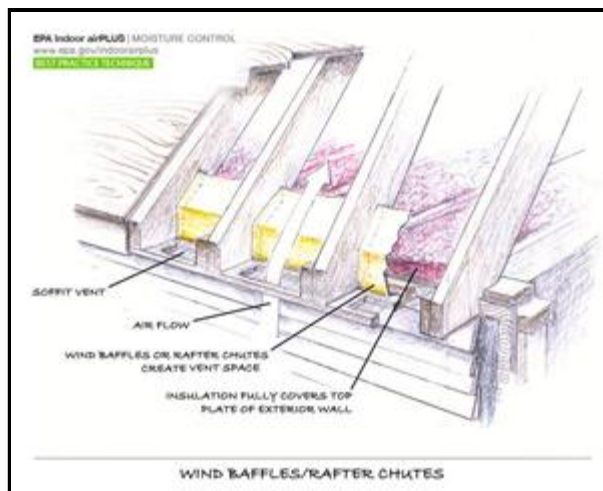 EPA Indoor airPLUS | MOISTURE CONTROL
www.epa.gov/indoorairplus
BEST PRACTICE TECHNIQUE
SOFFIT VENT
AIR FLOW
WIND BAFFLES OR RAFTER CHUTES
CREATE VENT SPACE
INSULATION FULLY COVERS TOP
PLATE OF EXTERIOR WALL
WIND BAFFLES/RAFTER CHUTES